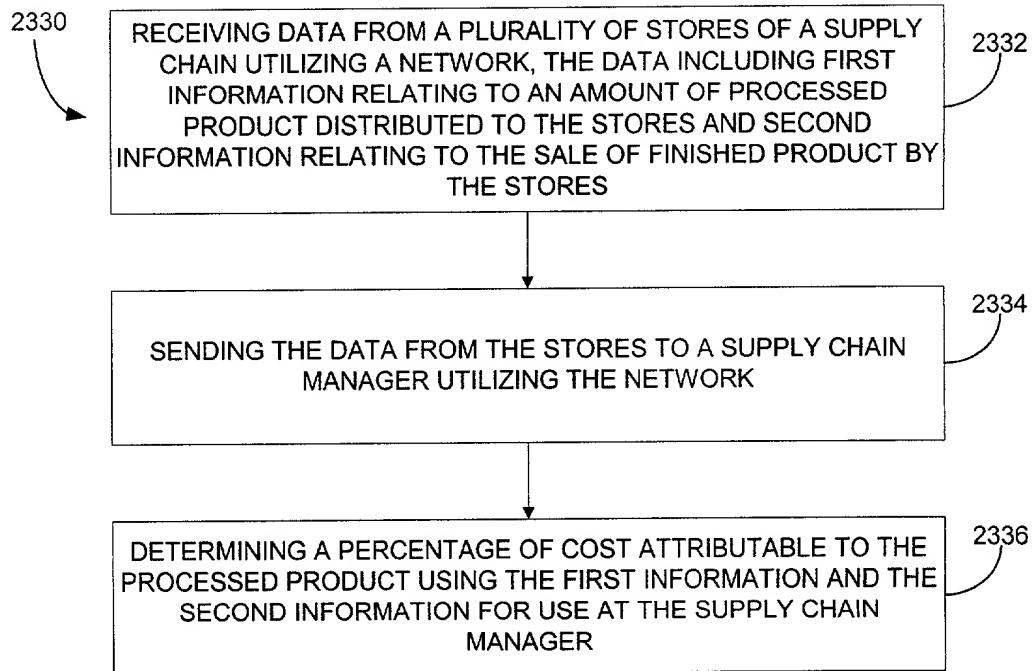 2330
RECEIVING DATA FROM A PLURALITY OF STORES OF A SUPPLY
CHAIN UTILIZING A NETWORK, THE DATA INCLUDING FIRST
INFORMATION RELATING TO AN AMOUNT OF PROCESSED
PRODUCT DISTRIBUTED TO THE STORES AND SECOND
INFORMATION RELATING TO THE SALE OF FINISHED PRODUCT BY
THE STORES
2332
SENDING THE DATA FROM THE STORES TO A SUPPLY CHAIN
MANAGER UTILIZING THE NETWORK
2334
DETERMINING A PERCENTAGE OF COST ATTRIBUTABLE TO THE
PROCESSED PRODUCT USING THE FIRST INFORMATION AND THE
SECOND INFORMATION FOR USE AT THE SUPPLY CHAIN
MANAGER
2336